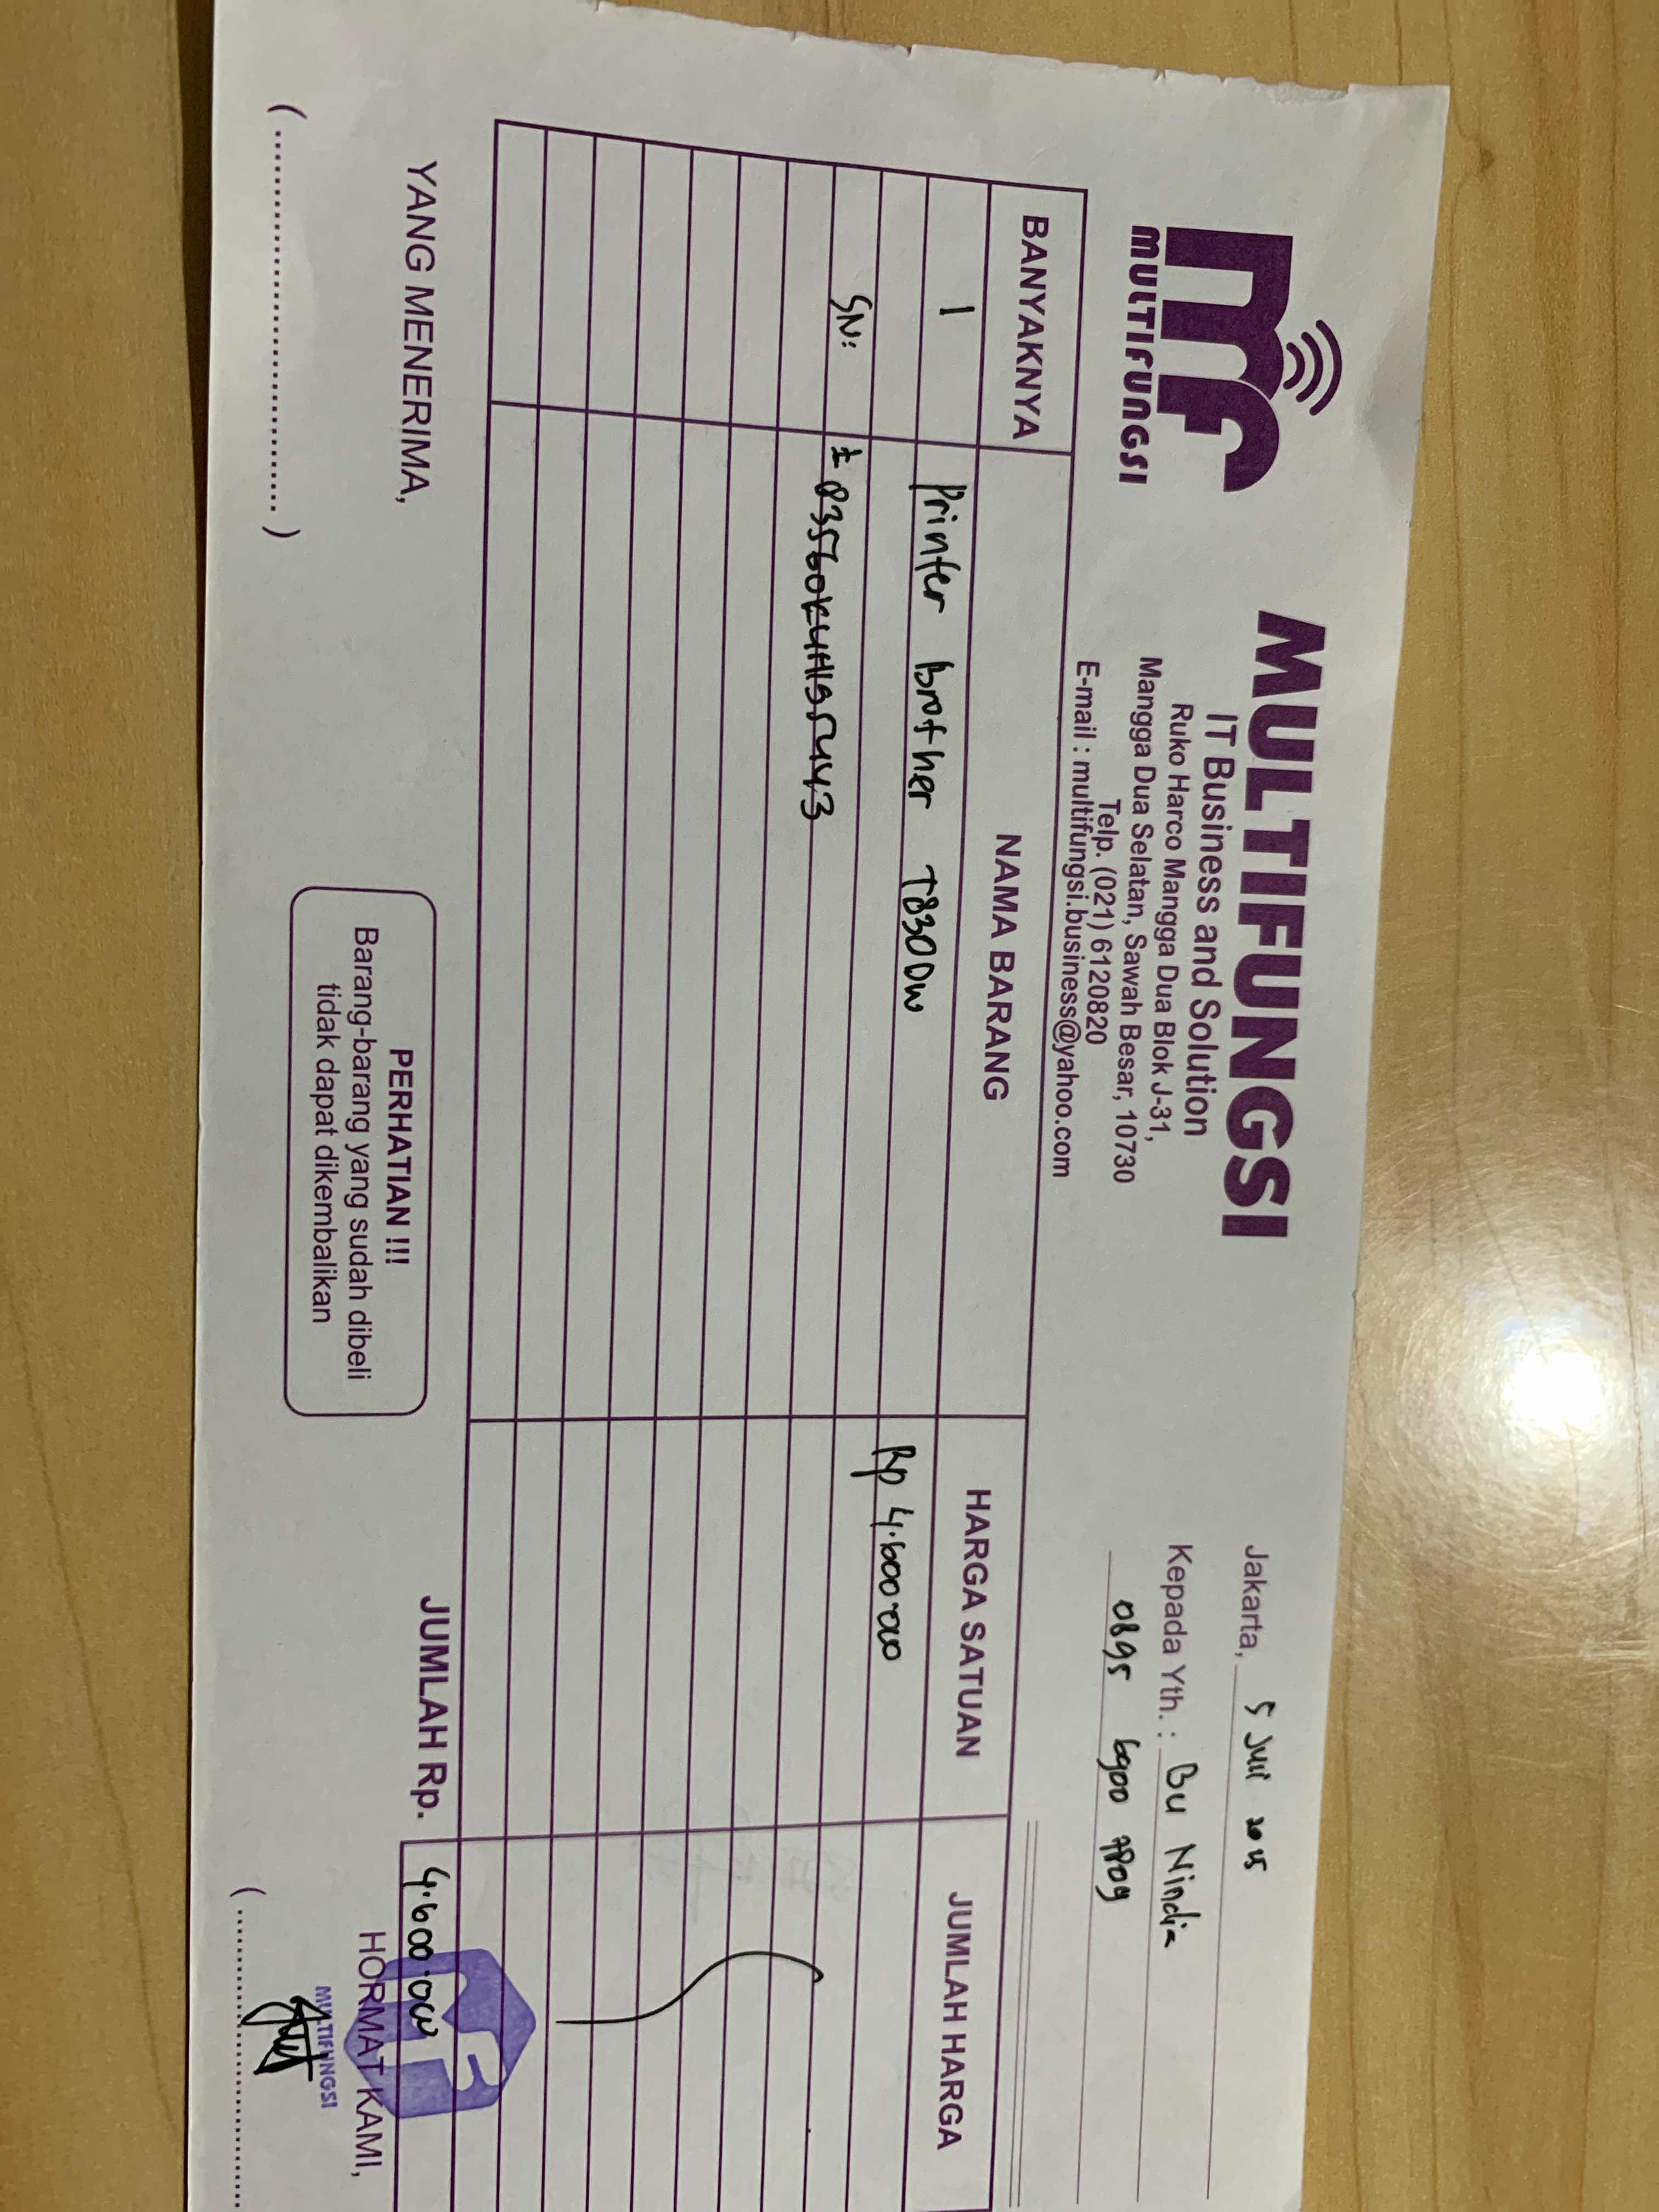 mf
MULTIFUNGSI
MULTIFUNGSI
IT Business and Solution
Ruko Harco Mangga Dua Blok J-31,
Mangga Dua Selatan, Sawah Besar, 10730
Telp. (021) 6120820
E-mail : multifungsi.business@yahoo.com
Jakarta, 5 Juli
Kepada Yth. : Bu Nindia
0895 6900
BANYAKNYA NAMA BARANG HARGA SATUAN JUMLAH HARGA
1 Printer brother T830DW Rp 4.600.000
SN:
JUMLAH Rp. 4.600.000
YANG MENERIMA,
PERHATIAN !!!
Barang-barang yang sudah dibeli
tidak dapat dikembalikan
HORMAT KAMI,
MULTIFUNGSI